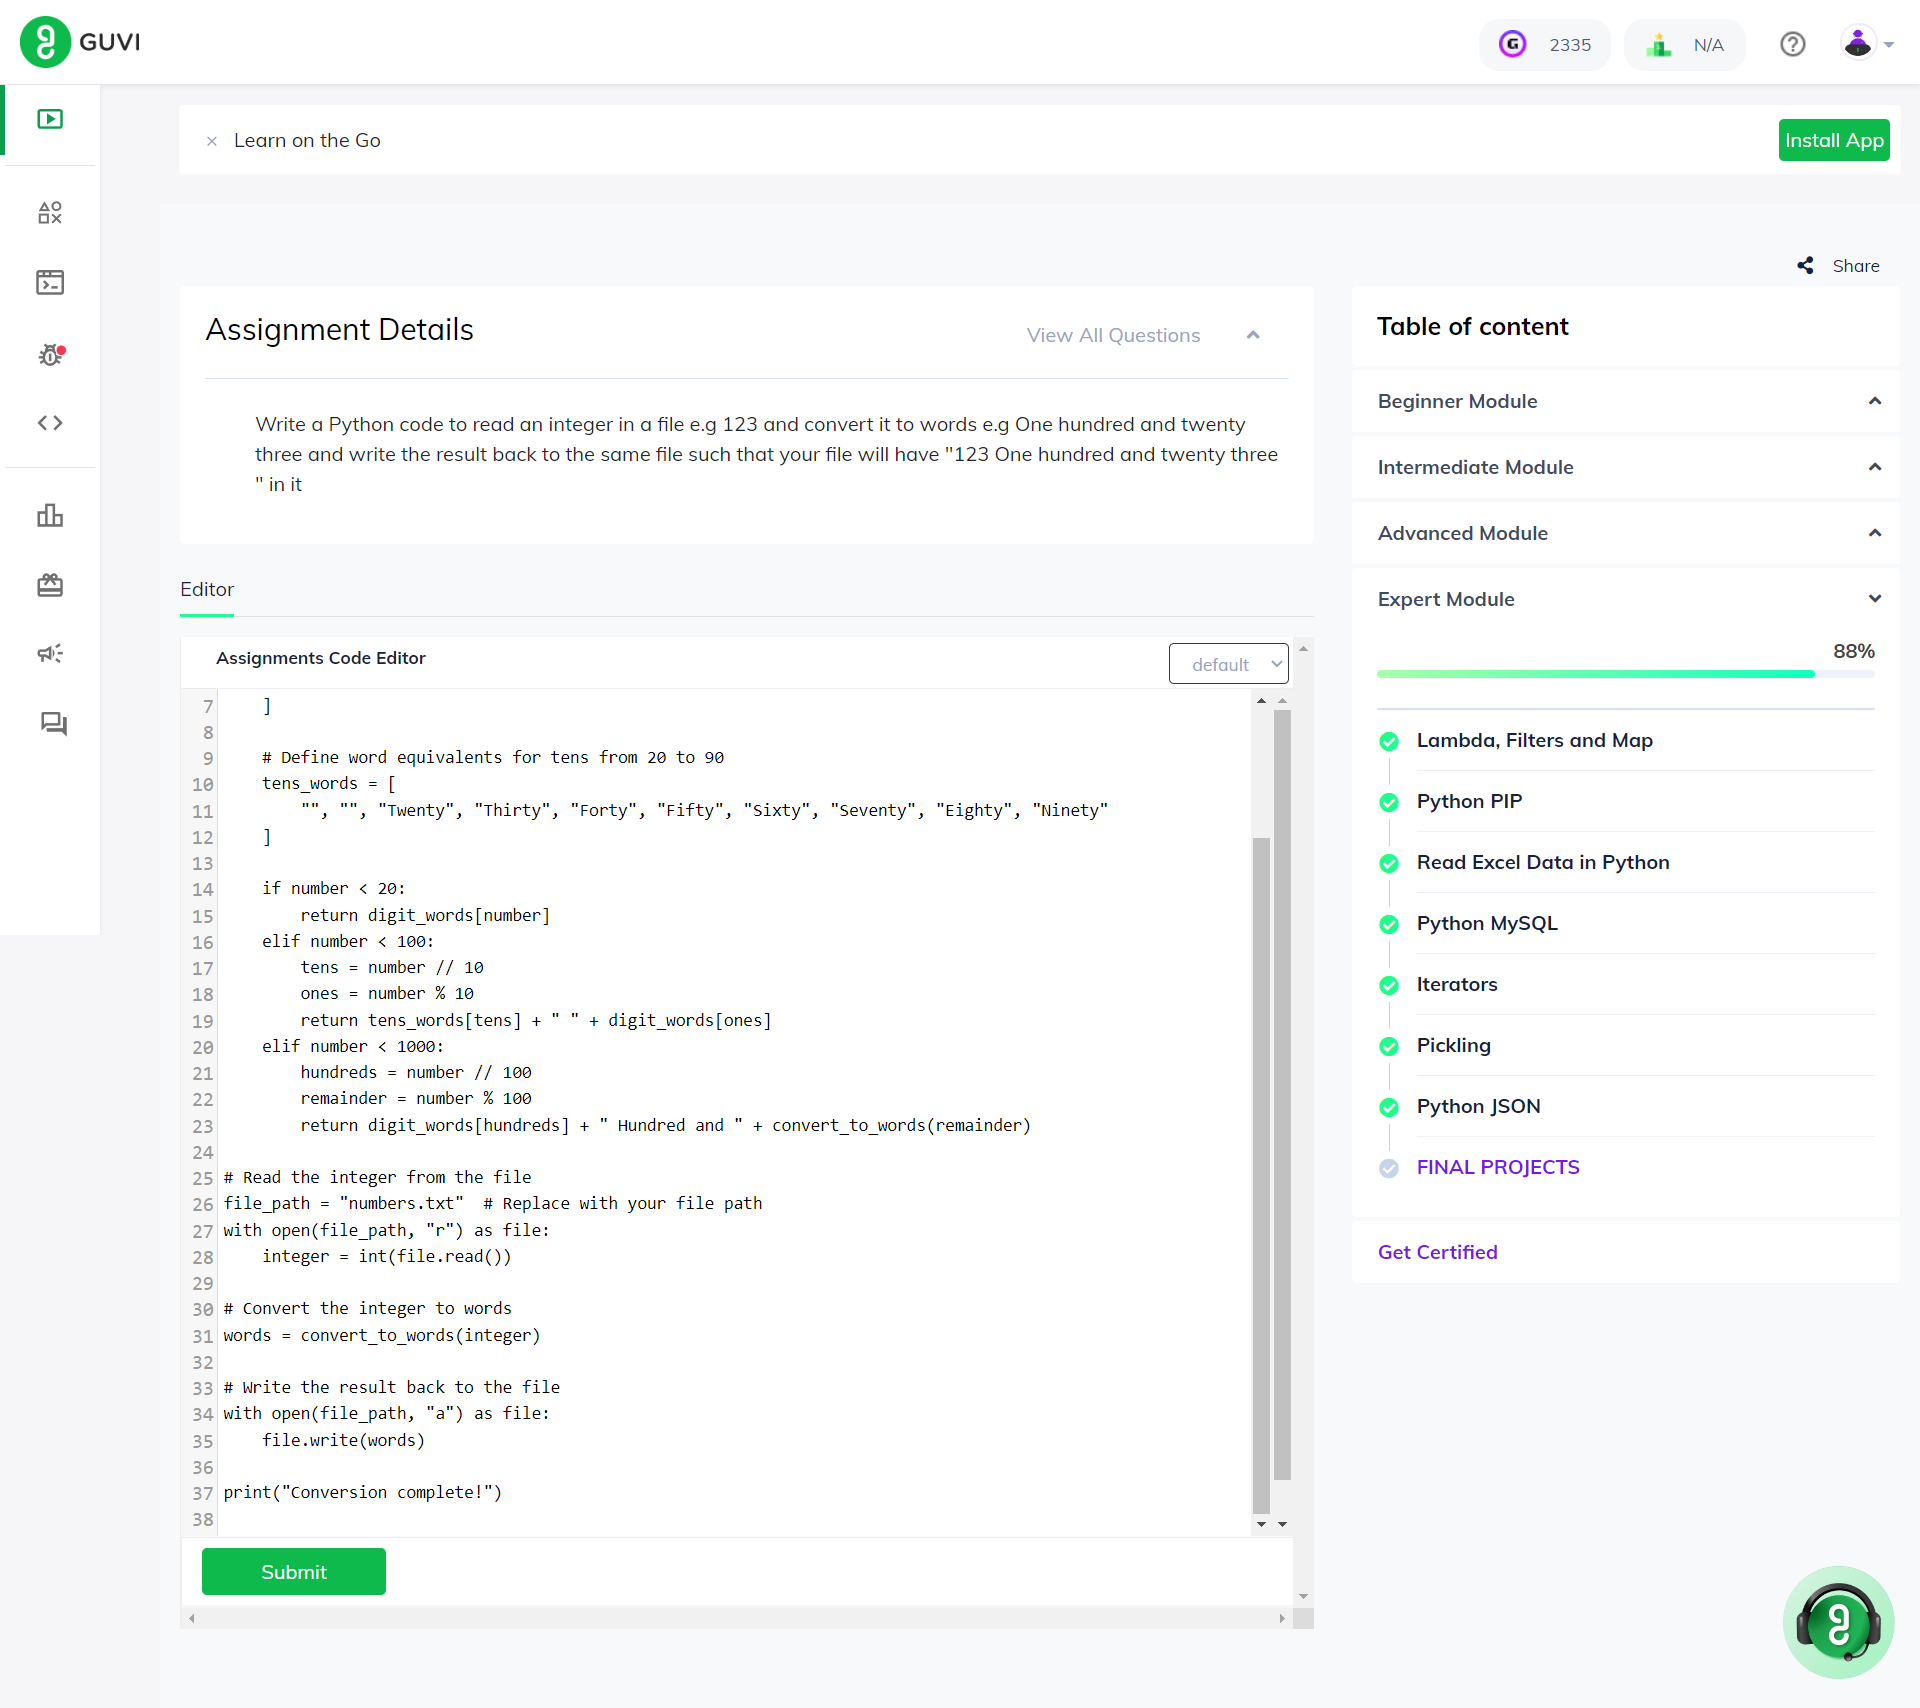 GUVI
2335
N/A
× Learn on the Go
Install App
Share
Assignment Details
View All Questions
Write a Python code to read an integer in a file e.g 123 and convert it to words e.g One hundred and twenty
three and write the result back to the same file such that your file will have "123 One hundred and twenty three
" in it
Editor
Assignments Code Editor
default
7     ]
8
9     # Define word equivalents for tens from 20 to 90
10     tens_words = [
11         "", "", "Twenty", "Thirty", "Forty", "Fifty", "Sixty", "Seventy", "Eighty", "Ninety"
12     ]
13
14     if number < 20:
15         return digit_words[number]
16     elif number < 100:
17         tens = number // 10
18         ones = number % 10
19         return tens_words[tens] + " " + digit_words[ones]
20     elif number < 1000:
21         hundreds = number // 100
22         remainder = number % 100
23         return digit_words[hundreds] + " Hundred and " + convert_to_words(remainder)
24
25 # Read the integer from the file
26 file_path = "numbers.txt"  # Replace with your file path
27 with open(file_path, "r") as file:
28     integer = int(file.read())
29
30 # Convert the integer to words
31 words = convert_to_words(integer)
32
33 # Write the result back to the file
34 with open(file_path, "a") as file:
35     file.write(words)
36
37 print("Conversion complete!")
38
Submit
Table of content
Beginner Module
Intermediate Module
Advanced Module
Expert Module
88%
Lambda, Filters and Map
Python PIP
Read Excel Data in Python
Python MySQL
Iterators
Pickling
Python JSON
FINAL PROJECTS
Get Certified